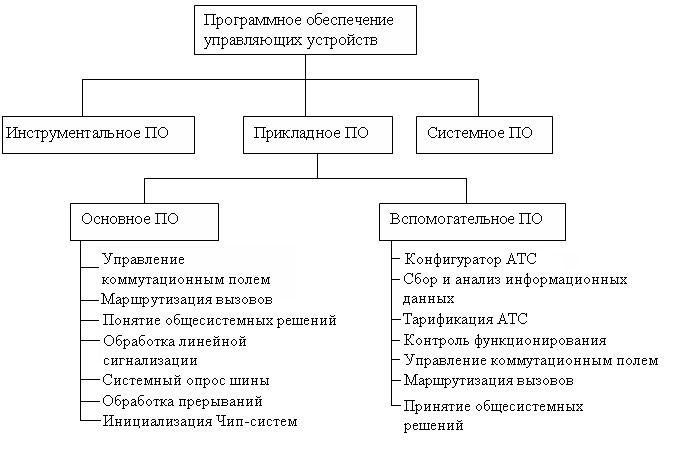 Программное обеспечение
управляющих устройств
Инструментальное ПО
Прикладное ПО
Системное ПО
Основное ПО
Вспомогательное ПО
Управление
коммутационным полем
Маршрутизация вызовов
Понятие общесистемных решений
Обработка линейной
сигнализации
Системный опрос шины
Обработка прерываний
Инициализация Чип-систем
Конфигуратор АТС
Сбор и анализ информационных
данных
Тарификация АТС
Контроль функционирования
Управление коммутационным полем
Маршрутизация вызовов
Принятие общесистемных
решений